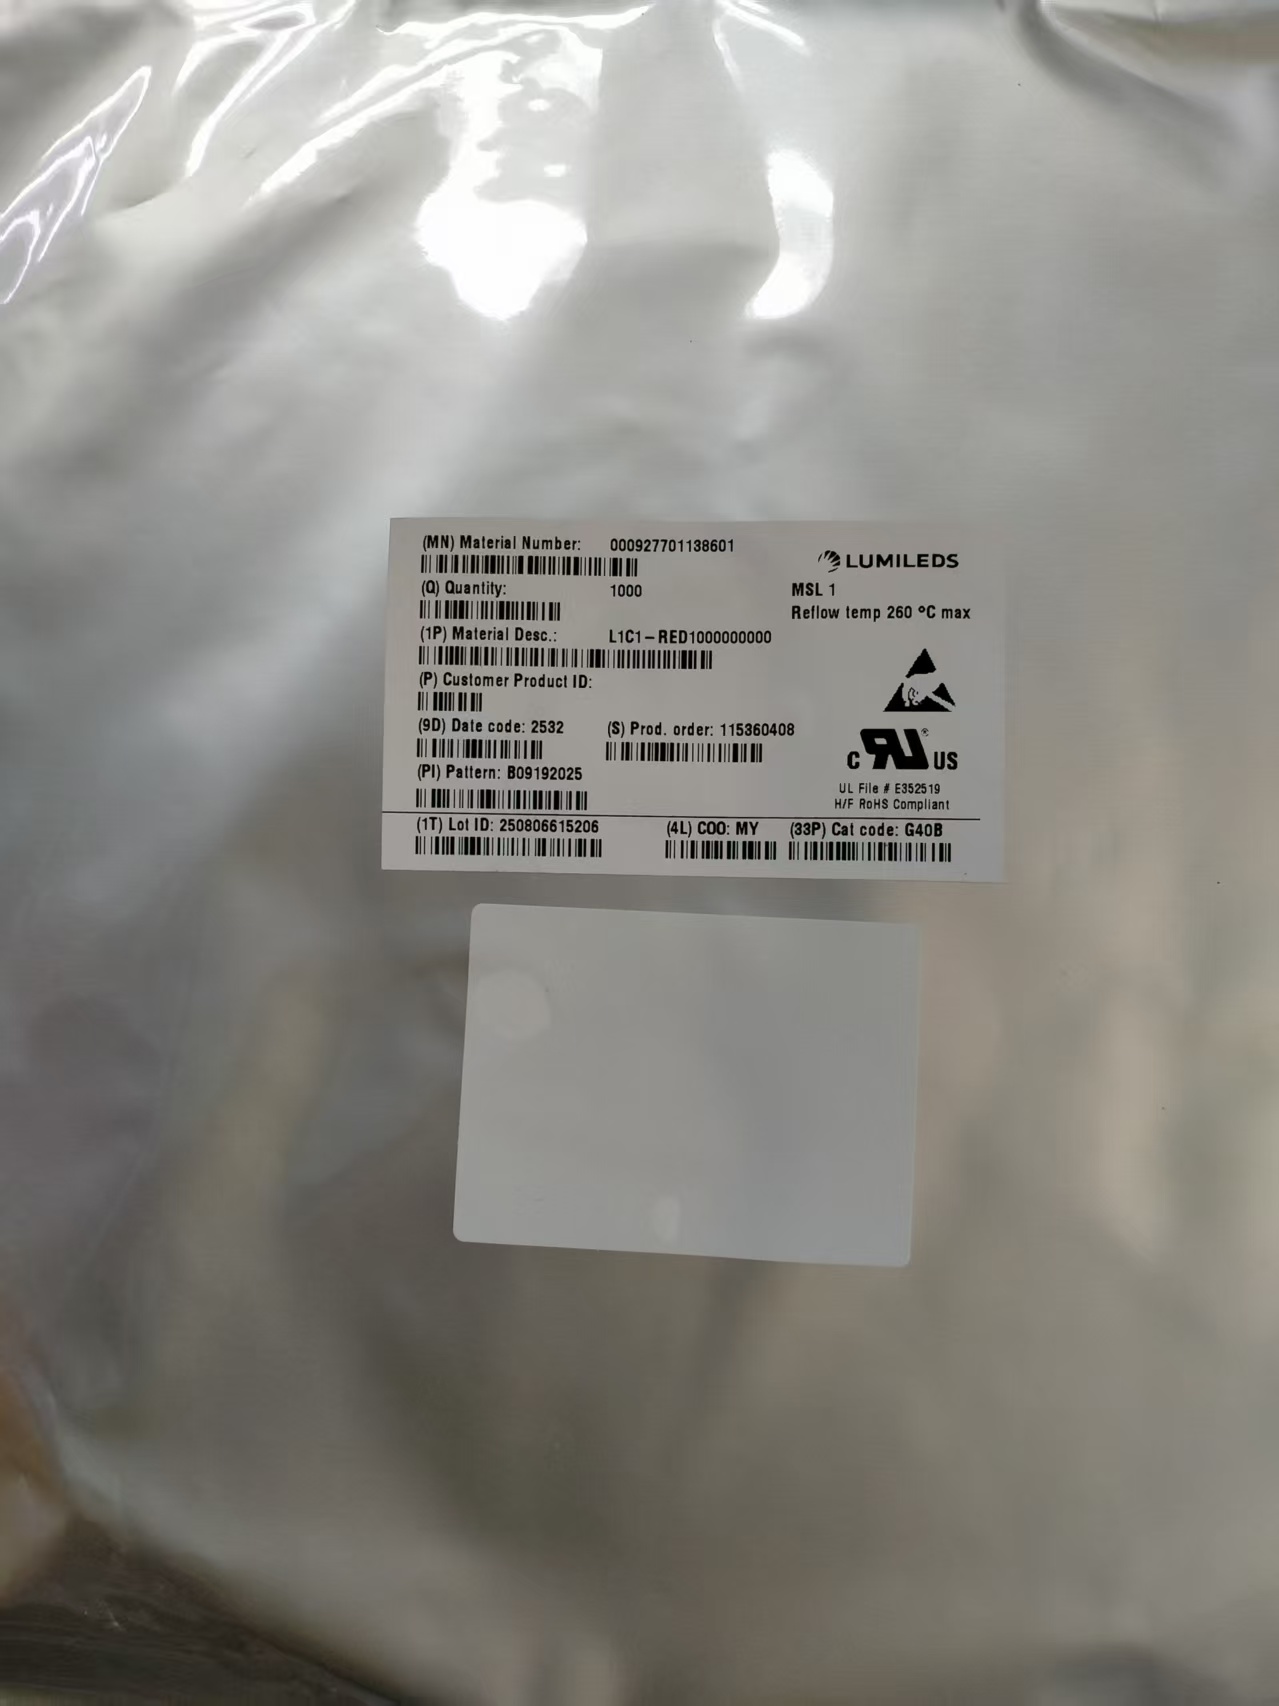 (MN) Material Number: 000927701138601
LUMILEDS
(Q) Quantity: 1000
MSL 1
Reflow temp 260 °C max
(1P) Material Desc.: L1C1-RED1000000000
(P) Customer Product ID:
(9D) Date code: 2532 (S) Prod. order: 115360408
(PI) Pattern: B09192025
C RU ® US
UL File # E352519
H/F RoHS Compliant
(1T) Lot ID: 250806615206 (4L) COO: MY (33P) Cat code: G40B